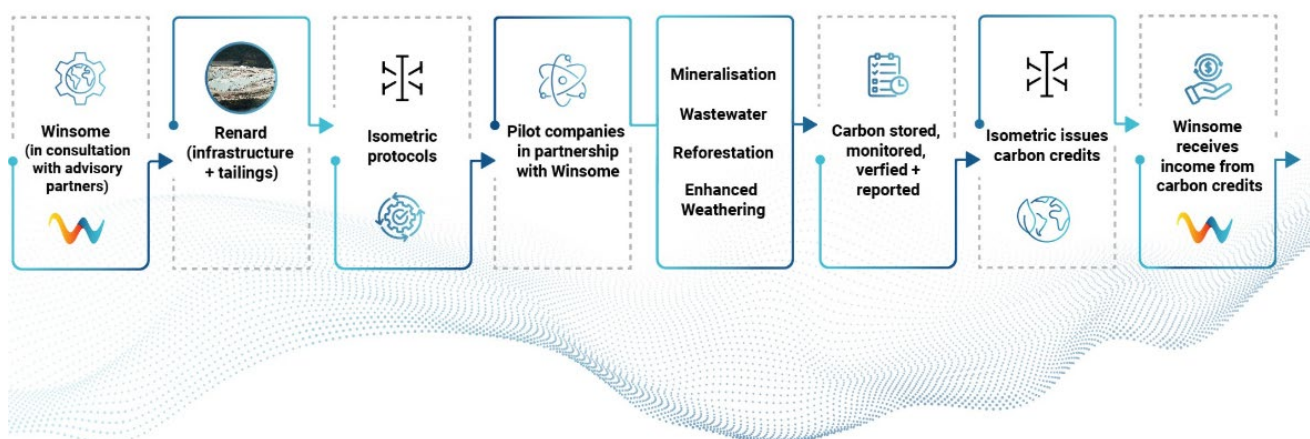 Winsome
(in consultation
with advisory
partners)
Renard
(infrastructure
+ tailings)
Isometric
protocols
Pilot companies
in partnership
with Winsome
Mineralisation
Wastewater
Reforestation
Enhanced
Weathering
Carbon stored,
monitored,
verfied +
reported
Isometric issues
carbon credits
Winsome
receives
income from
carbon credits